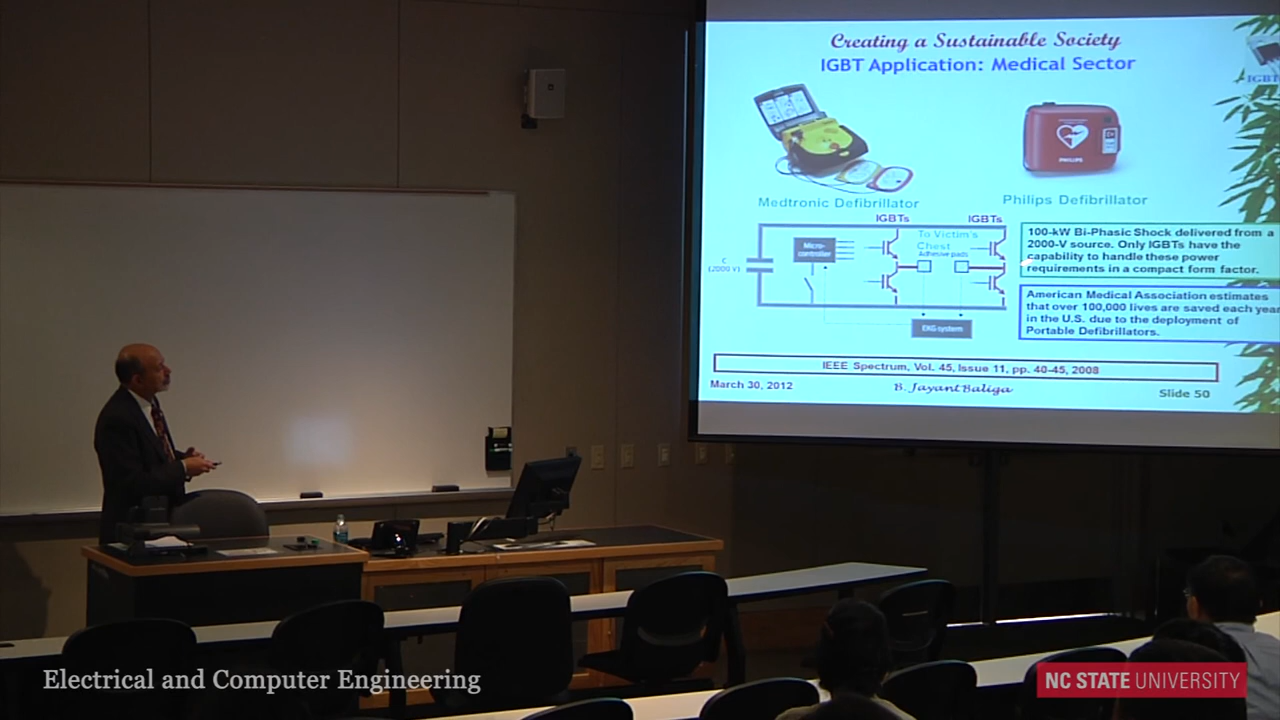 Creating a Sustainable Society
IGBT Application: Medical Sector
IGBT
PHILIPS
Medtronic Defibrillator
Philips Defibrillator
IGBTs
IGBTs
To Victim's
Chest
Adhesive pads
Micro-
controller
C
(2000 V)
EKG system
100-kW Bi-Phasic Shock delivered from a
2000-V source. Only IGBTs have the
capability to handle these power
requirements in a compact form factor.
American Medical Association estimates
that over 100,000 lives are saved each year
in the U.S. due to the deployment of
Portable Defibrillators.
IEEE Spectrum, Vol. 45, Issue 11, pp. 40-45, 2008
March 30, 2012
B. Jayant Baliga
Slide 50
Electrical and Computer Engineering
NC STATE UNIVERSITY